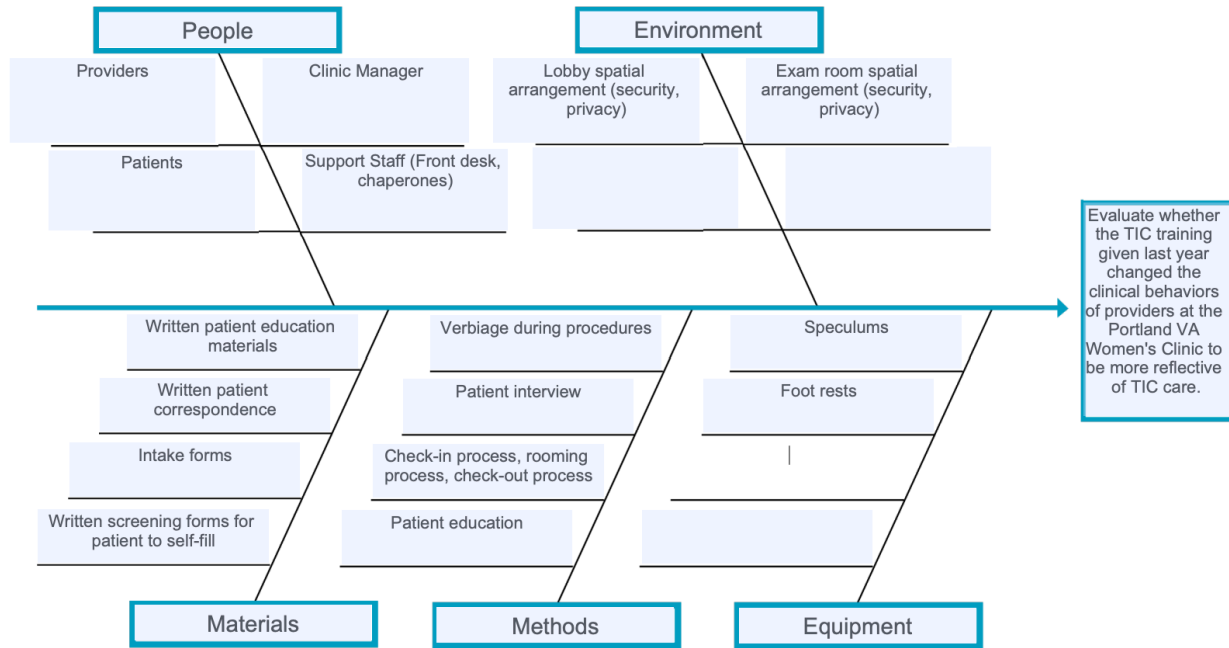 People
Environment
Providers
Clinic Manager
Lobby spatial
arrangement (security,
privacy)
Exam room spatial
arrangement (security,
privacy)
Patients
Support Staff (Front desk,
chaperones)
Evaluate whether
the TIC training
given last year
changed the
clinical behaviors
of providers at the
Portland VA
Women's Clinic to
be more reflective
of TIC care.
Written patient education
materials
Verbiage during procedures
Speculums
Written patient
correspondence
Patient interview
Foot rests
Intake forms
Check-in process, rooming
process, check-out process
Written screening forms for
patient to self-fill
Patient education
Materials
Methods
Equipment